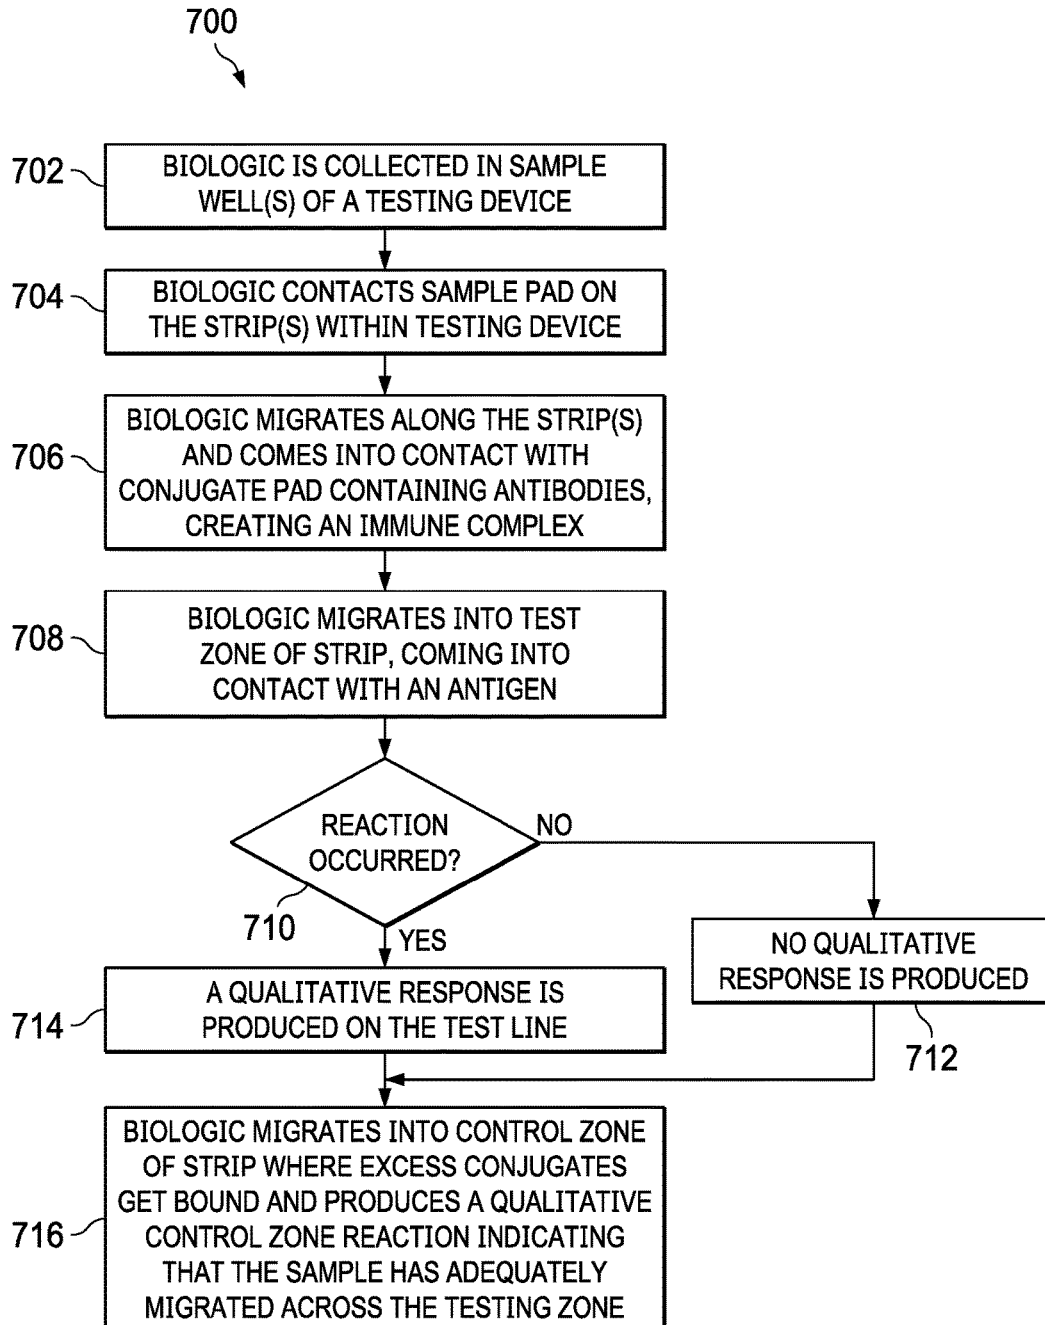 700
702
BIOLOGIC IS COLLECTED IN SAMPLE
WELL(S) OF A TESTING DEVICE
704
BIOLOGIC CONTACTS SAMPLE PAD ON
THE STRIP(S) WITHIN TESTING DEVICE
706
BIOLOGIC MIGRATES ALONG THE STRIP(S)
AND COMES INTO CONTACT WITH
CONJUGATE PAD CONTAINING ANTIBODIES,
CREATING AN IMMUNE COMPLEX
708
BIOLOGIC MIGRATES INTO TEST
ZONE OF STRIP, COMING INTO
CONTACT WITH AN ANTIGEN
REACTION
OCCURRED?
NO
710
YES
NO QUALITATIVE
RESPONSE IS PRODUCED
712
714
A QUALITATIVE RESPONSE IS
PRODUCED ON THE TEST LINE
716
BIOLOGIC MIGRATES INTO CONTROL ZONE
OF STRIP WHERE EXCESS CONJUGATES
GET BOUND AND PRODUCES A QUALITATIVE
CONTROL ZONE REACTION INDICATING
THAT THE SAMPLE HAS ADEQUATELY
MIGRATED ACROSS THE TESTING ZONE